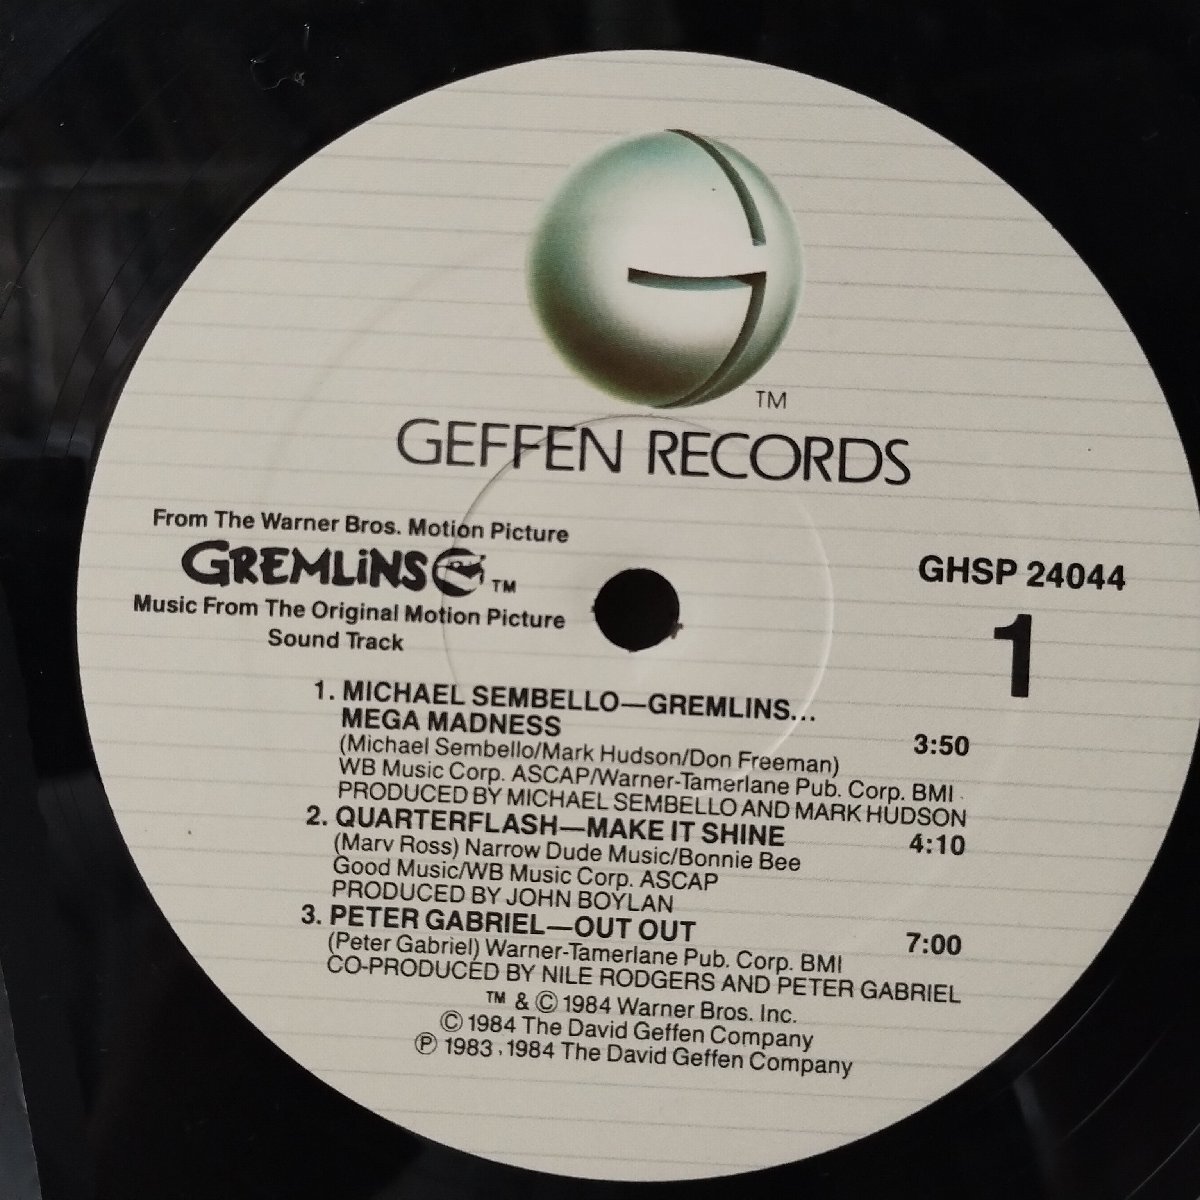 TM
GEFFEN RECORDS
From The Warner Bros. Motion Picture
GREMLiNS TM
Music From The Original Motion Picture
Sound Track
GHSP 24044
1
1. MICHAEL SEMBELLO—GREMLINS...
MEGA MADNESS 3:50
(Michael Sembello/Mark Hudson/Don Freeman)
WB Music Corp. ASCAP/Warner-Tamerlane Pub. Corp. BMI
PRODUCED BY MICHAEL SEMBELLO AND MARK HUDSON
2. QUARTERFLASH—MAKE IT SHINE 4:10
(Marv Ross) Narrow Dude Music/Bonnie Bee
Good Music/WB Music Corp. ASCAP
PRODUCED BY JOHN BOYLAN
3. PETER GABRIEL—OUT OUT 7:00
(Peter Gabriel) Warner-Tamerlane Pub. Corp. BMI
CO-PRODUCED BY NILE RODGERS AND PETER GABRIEL
™ & © 1984 Warner Bros. Inc.
© 1984 The David Geffen Company
℗ 1983, 1984 The David Geffen Company